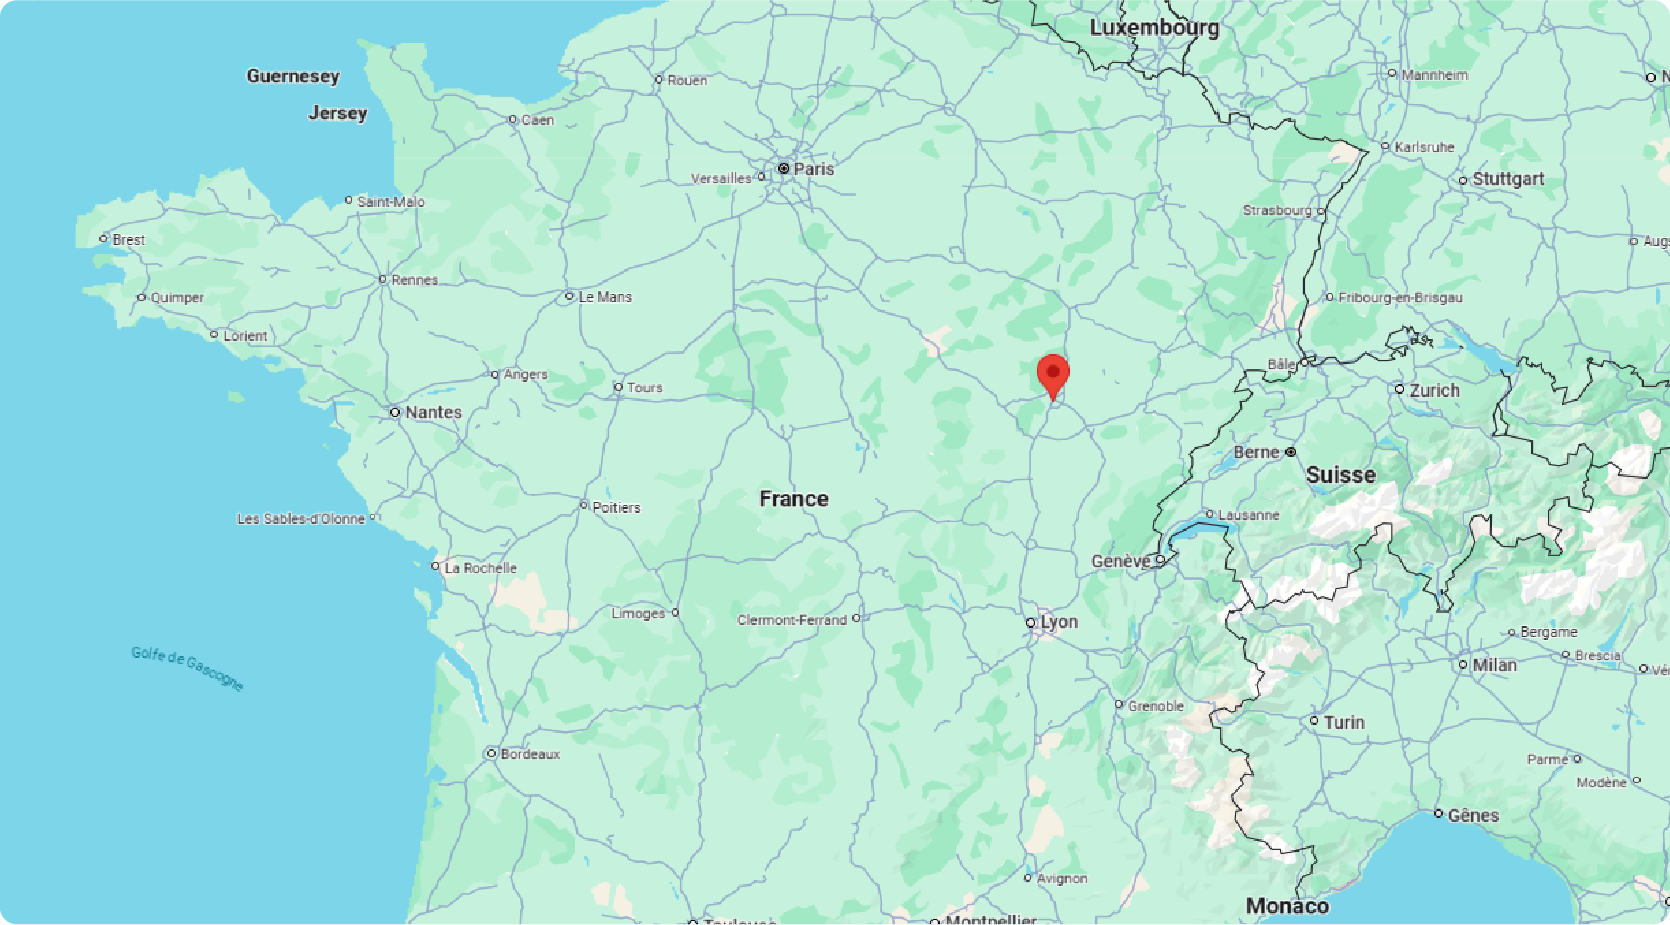 Luxembourg
Guernesey
Jersey
Rouen
Caen
Mannheim
Karlsruhe
Paris
Versailles
Stuttgart
Saint-Malo
Strasbourg
Brest
Rennes
Quimper
Le Mans
Fribourg-en-Brisgau
Lorient
Bâle
Angers
Tours
Zurich
Nantes
Berne
Suisse
France
Poitiers
Les Sables-d'Olonne
Lausanne
Genève
La Rochelle
Limoges
Clermont-Ferrand
Lyon
Bergame
Brescia
Milan
Golfe de Gascogne
Grenoble
Turin
Bordeaux
Parme
Modène
Gênes
Avignon
Monaco
Montpellier